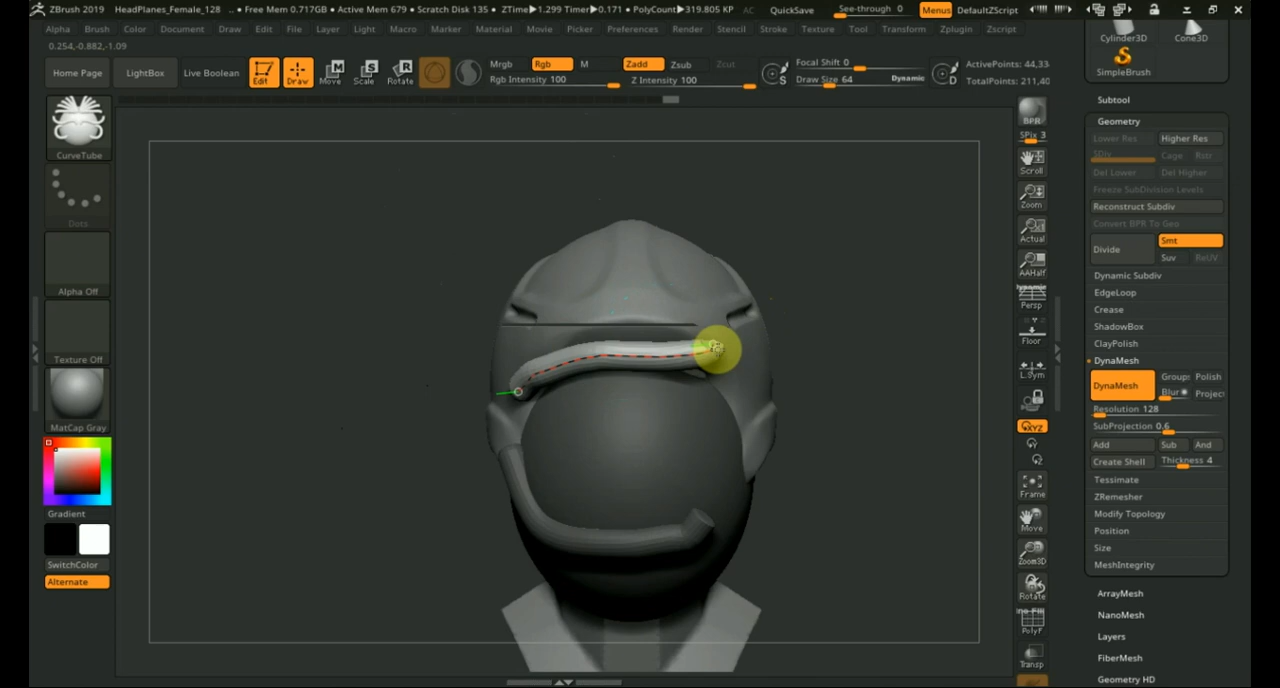 ZBrush 2019 HeadPlanes_Female_128 .. • Free Mem 0.717GB • Active Mem 679 • Scratch Disk 135 • ZTime▶1.299 Timer▶0.171 • PolyCount▶319.805 KP AC QuickSave See-through 0 Menus DefaultZScript
Alpha Brush Color Document Draw Edit File Layer Light Macro Marker Material Movie Picker Preferences Render Stencil Stroke Texture Tool Transform Zplugin Zscript
0.254,-0.882,-1.09
Home Page LightBox Live Boolean Edit Draw Move Scale Rotate Mrgb Rgb M Zadd Zsub Zcut Focal Shift 0 ActivePoints: 44,33
Rgb Intensity 100 Z Intensity 100 S Draw Size 64 Dynamic D TotalPoints: 211,40
Cylinder3D Cone3D
SimpleBrush
CurveTube
Dots
Alpha Off
Texture Off
MatCap Gray
Gradient
SwitchColor
Alternate
BPR
SPix 3
Scroll
Zoom
Actual
AAHalf
Dynamic
Persp
Floor
L.Sym
XYZ
Frame
Move
Zoom3D
Rotate
PolyF
Transp
Subtool
Geometry
Lower Res Higher Res
SDiv Cage Rstr
Del Lower Del Higher
Freeze SubDivision Levels
Reconstruct Subdiv
Convert BPR To Geo
Divide Smt
Suv ReUV
Dynamic Subdiv
EdgeLoop
Crease
ShadowBox
ClayPolish
DynaMesh
DynaMesh Group: Polish
Blur Projec
Resolution 128
SubProjection 0.6
Add Sub And
Create Shell Thickness 4
Tessimate
ZRemesher
Modify Topology
Position
Size
MeshIntegrity
ArrayMesh
NanoMesh
Layers
FiberMesh
Geometry HD